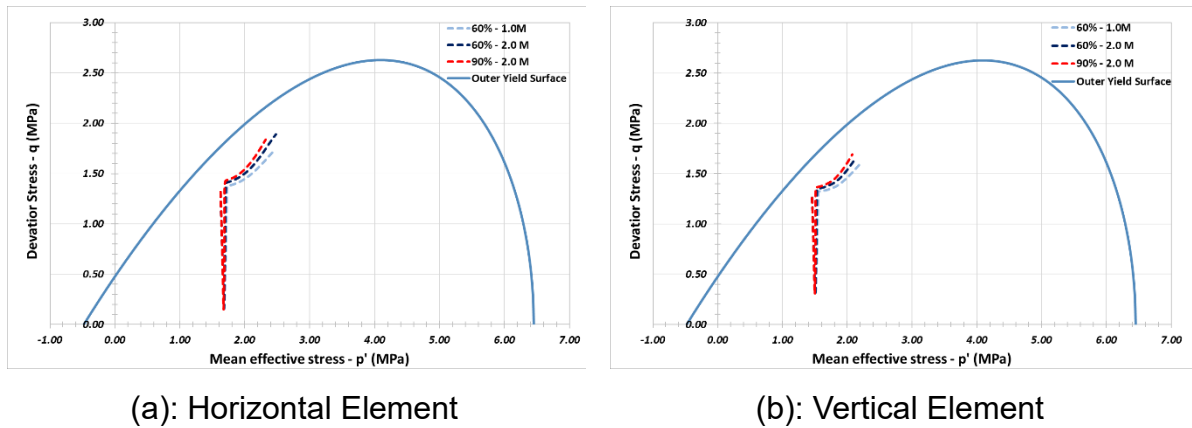 3.00
2.50
2.00
1.50
1.00
0.50
0.00
-1.00 0.00 1.00 2.00 3.00 4.00 5.00 6.00 7.00
Devatior Stress - q (MPa)
Mean effective stress - p' (MPa)
60% - 1.0M
60% - 2.0 M
90% - 2.0 M
Outer Yield Surface
(a): Horizontal Element
3.00
2.50
2.00
1.50
1.00
0.50
0.00
-1.00 0.00 1.00 2.00 3.00 4.00 5.00 6.00 7.00
Devatior Stress - q (MPa)
Mean effective stress - p' (MPa)
60% - 1.0M
60% - 2.0 M
90% - 2.0 M
Outer Yield Surface
(b): Vertical Element